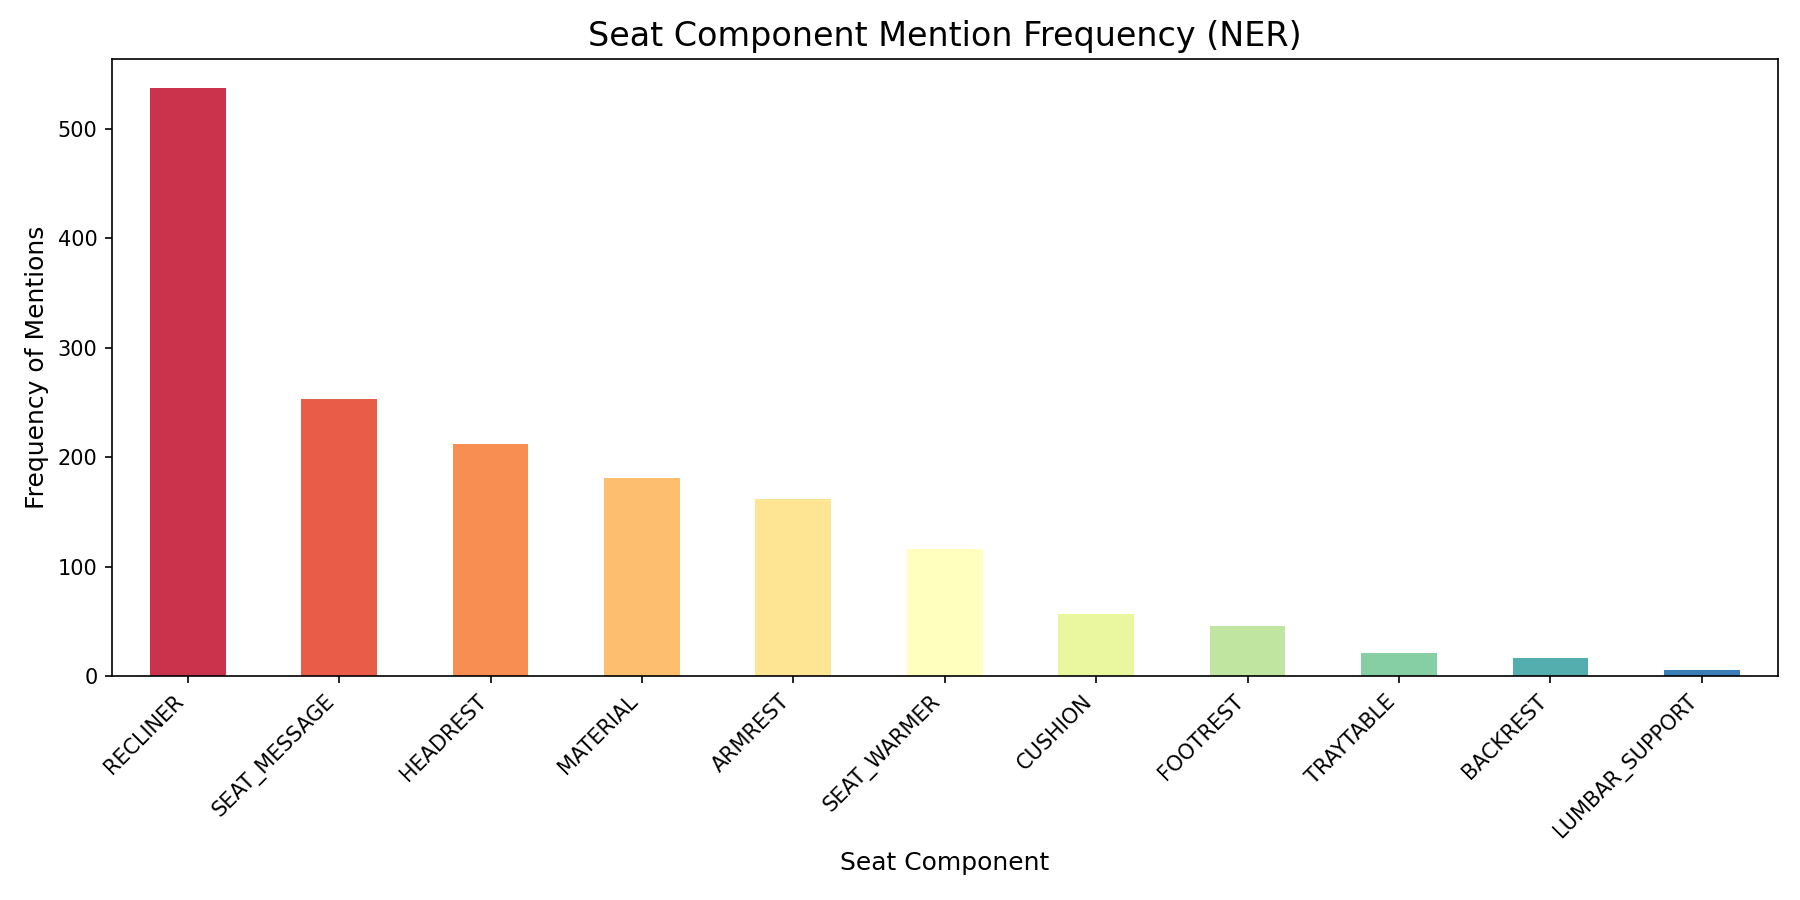 Seat Component Mention Frequency (NER)
Frequency of Mentions
500
400
300
200
100
0
RECLINER
SEAT_MESSAGE
HEADREST
MATERIAL
ARMREST
SEAT_WARMER
CUSHION
FOOTREST
TRAYTABLE
BACKREST
LUMBAR_SUPPORT
Seat Component